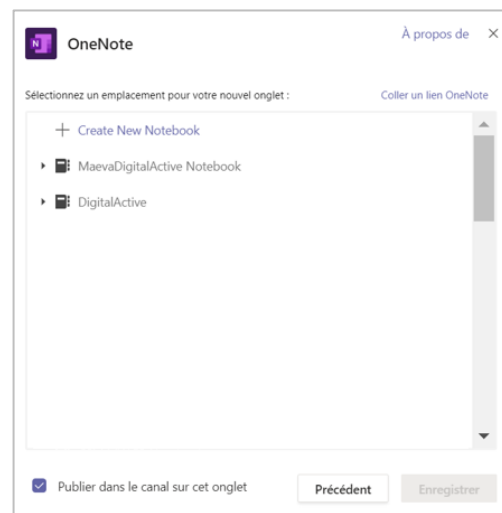 À propos de
OneNote
Sélectionnez un emplacement pour votre nouvel onglet :
Coller un lien OneNote
Create New Notebook
MaevaDigitalActive Notebook
DigitalActive
Publier dans le canal sur cet onglet
Précédent
Enregistrer